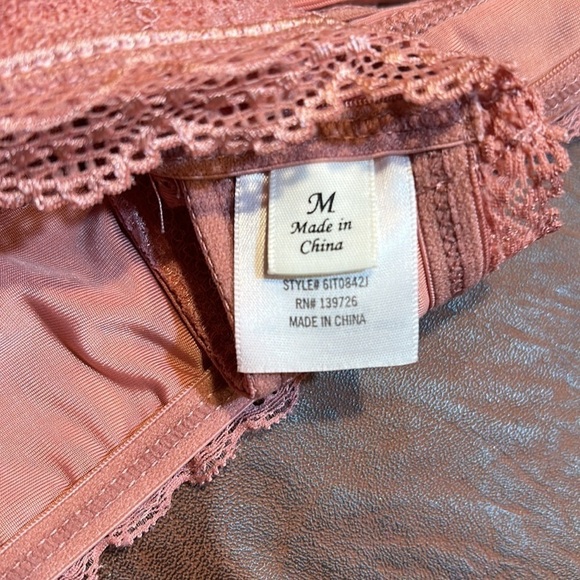 M
Made in
China
STYLE# 6IT0842J
RN# 139726
MADE IN CHINA